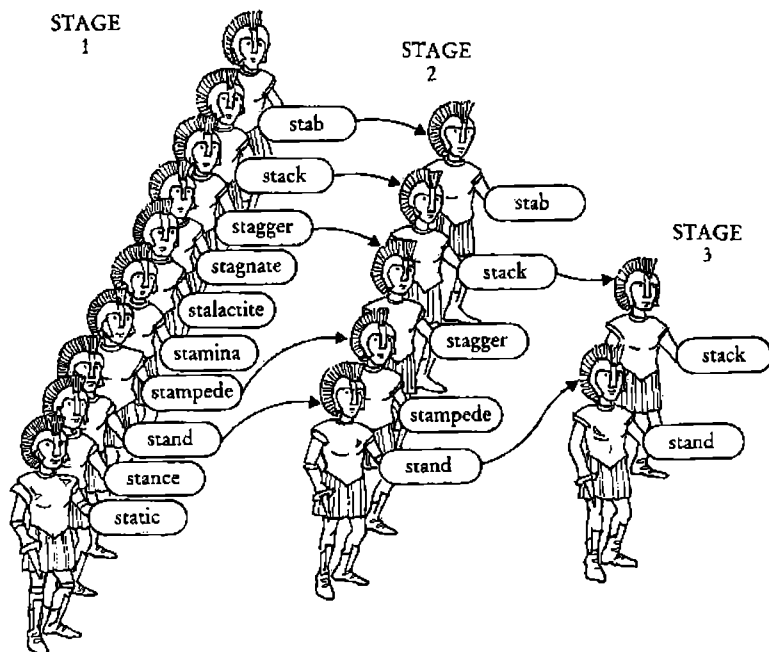 STAGE
1
stab
stack
stagger
stagnate
stalactite
stamina
stampede
stand
stance
static
STAGE
2
stab
stack
stagger
stampede
stand
STAGE
3
stack
stand